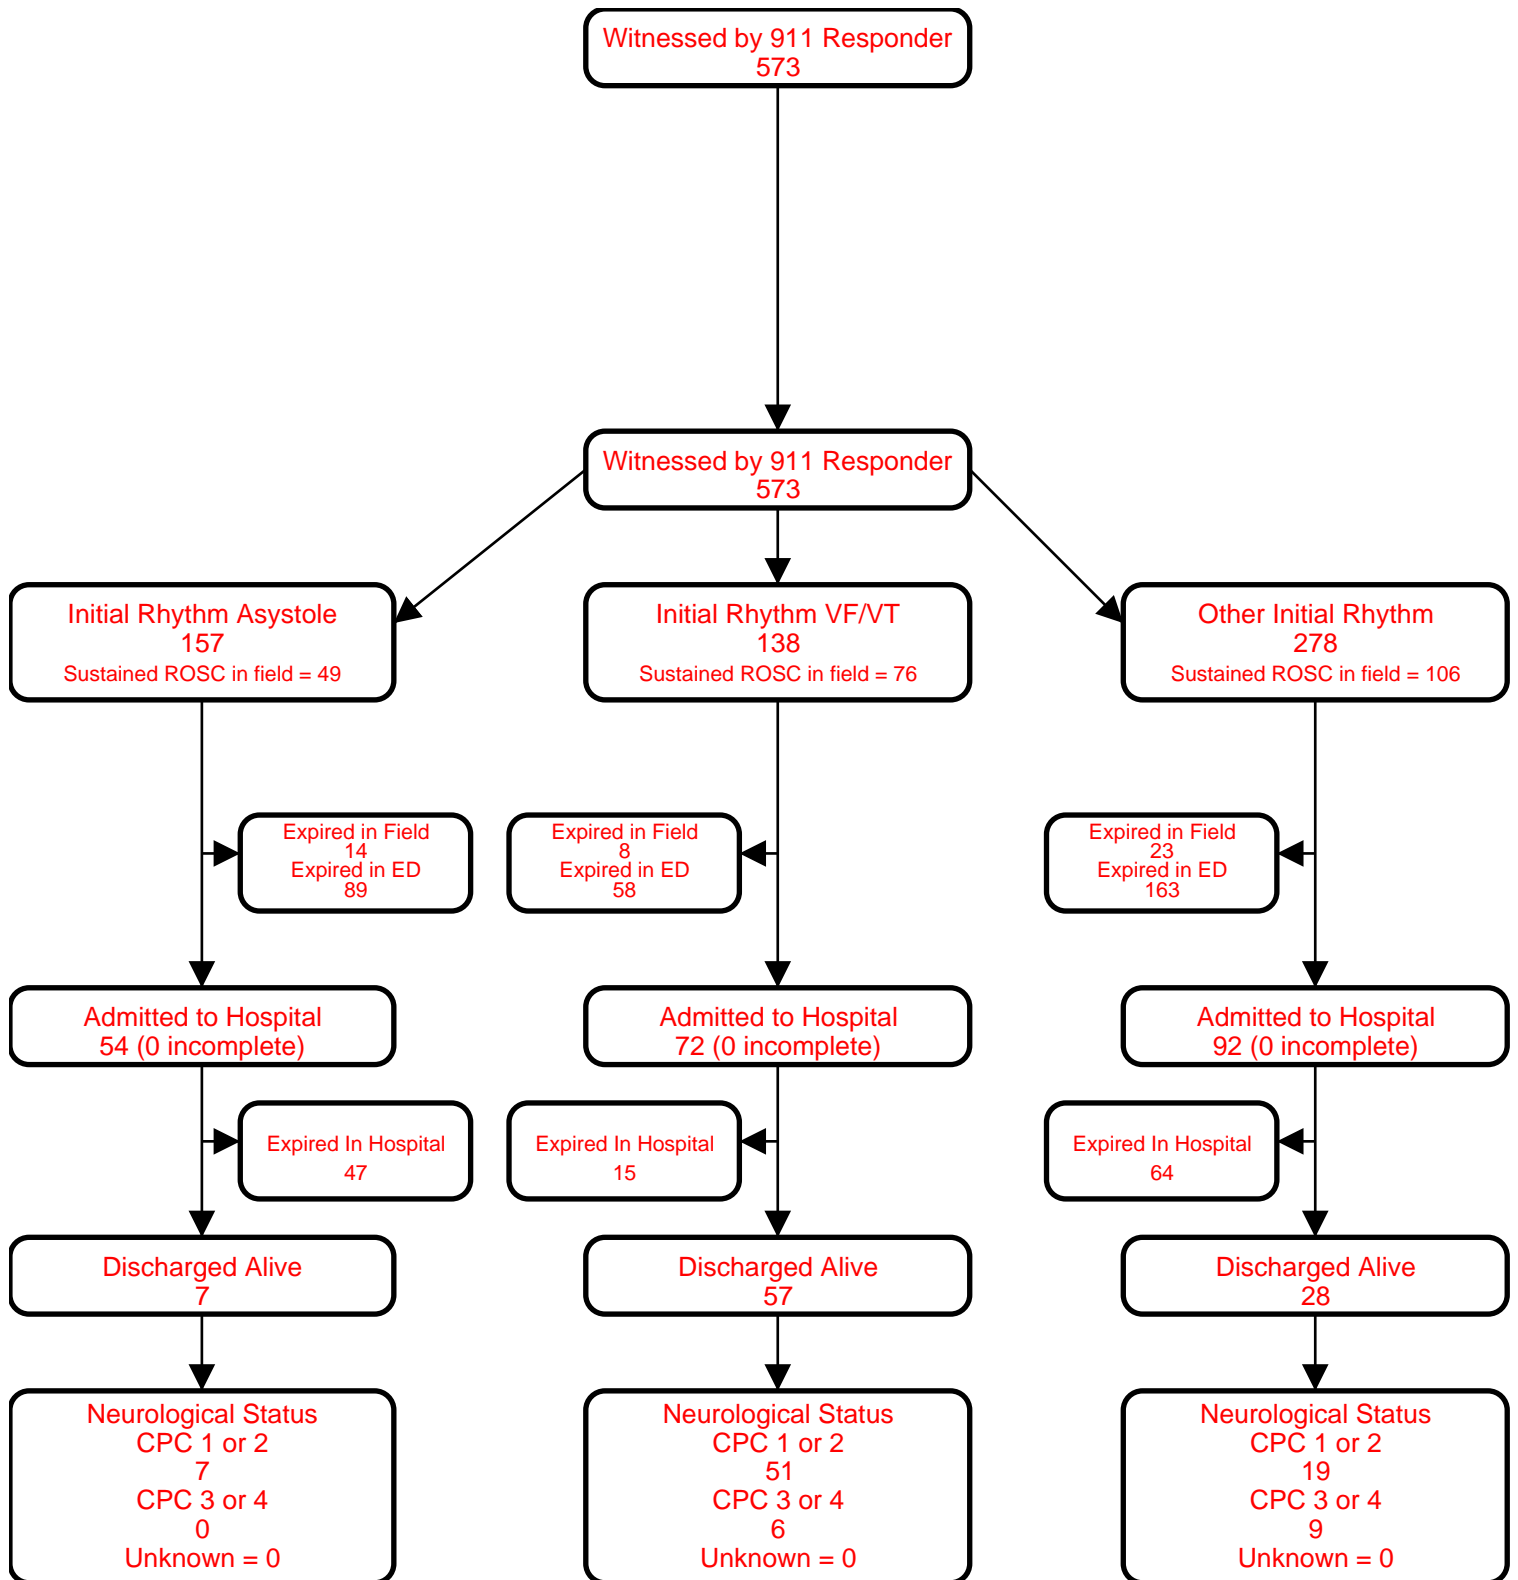 Witnessed by 911 Responder
573
Witnessed by 911 Responder
573
Initial Rhythm Asystole
157
Sustained ROSC in field = 49
Initial Rhythm VF/VT
138
Sustained ROSC in field = 76
Other Initial Rhythm
278
Sustained ROSC in field = 106
Expired in Field
14
Expired in ED
89
Expired in Field
8
Expired in ED
58
Expired in Field
23
Expired in ED
163
Admitted to Hospital
54 (0 incomplete)
Admitted to Hospital
72 (0 incomplete)
Admitted to Hospital
92 (0 incomplete)
Expired In Hospital
47
Expired In Hospital
15
Expired In Hospital
64
Discharged Alive
7
Discharged Alive
57
Discharged Alive
28
Neurological Status
CPC 1 or 2
7
CPC 3 or 4
0
Unknown = 0
Neurological Status
CPC 1 or 2
51
CPC 3 or 4
6
Unknown = 0
Neurological Status
CPC 1 or 2
19
CPC 3 or 4
9
Unknown = 0